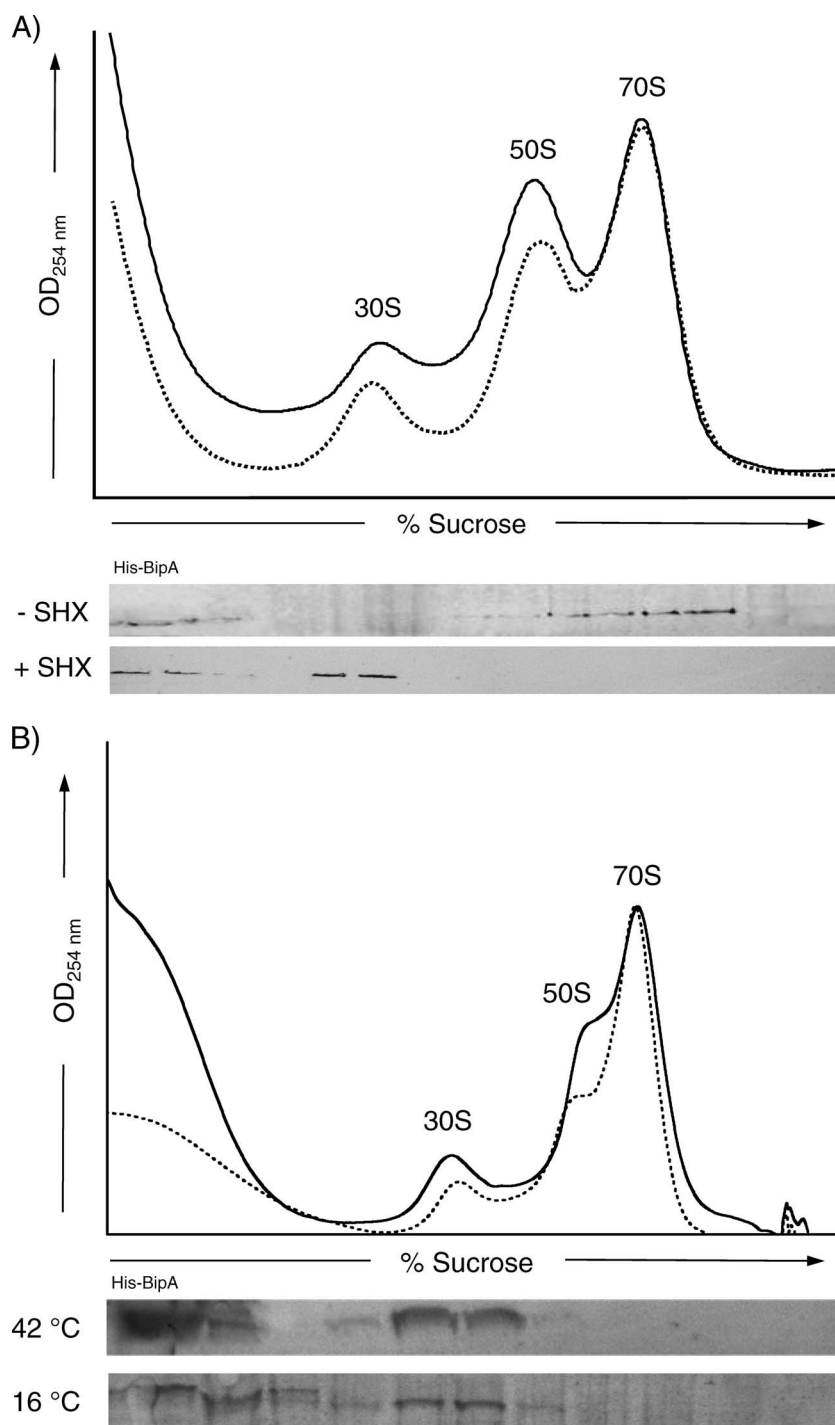 A)
70S
50S
30S
OD254 nm
% Sucrose
His-BipA
- SHX
+ SHX
B)
70S
50S
30S
OD254 nm
% Sucrose
His-BipA
42 °C
16 °C